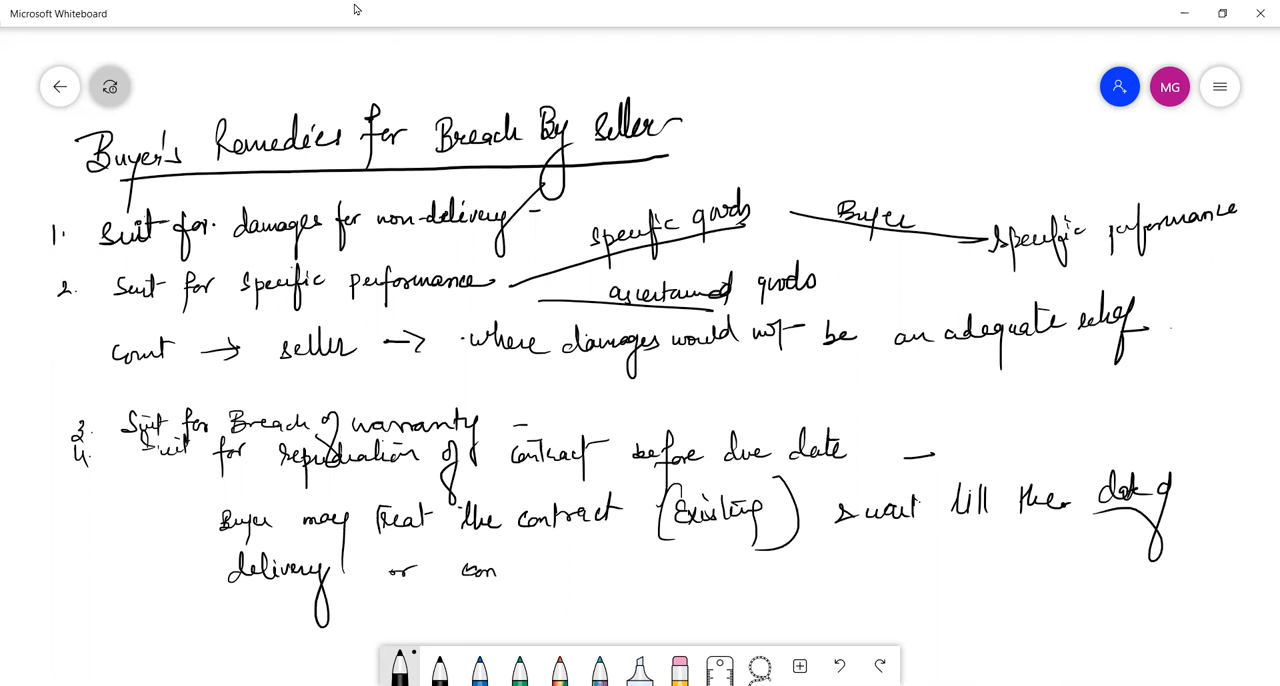 Microsoft Whiteboard
MG
Buyer's Remedies for Breach By seller
1. Suit for damages for non-delivery -
specific goods Buyer specific performance
2. Suit for specific performance
ascertained goods
Court → seller → where damages would not be an adequate relief
3. Suit for Breach of warranty -
4. Suit for repudiation of contract before due date -
Buyer may Treat the contract (Existing) & wait till the date of
delivery or con